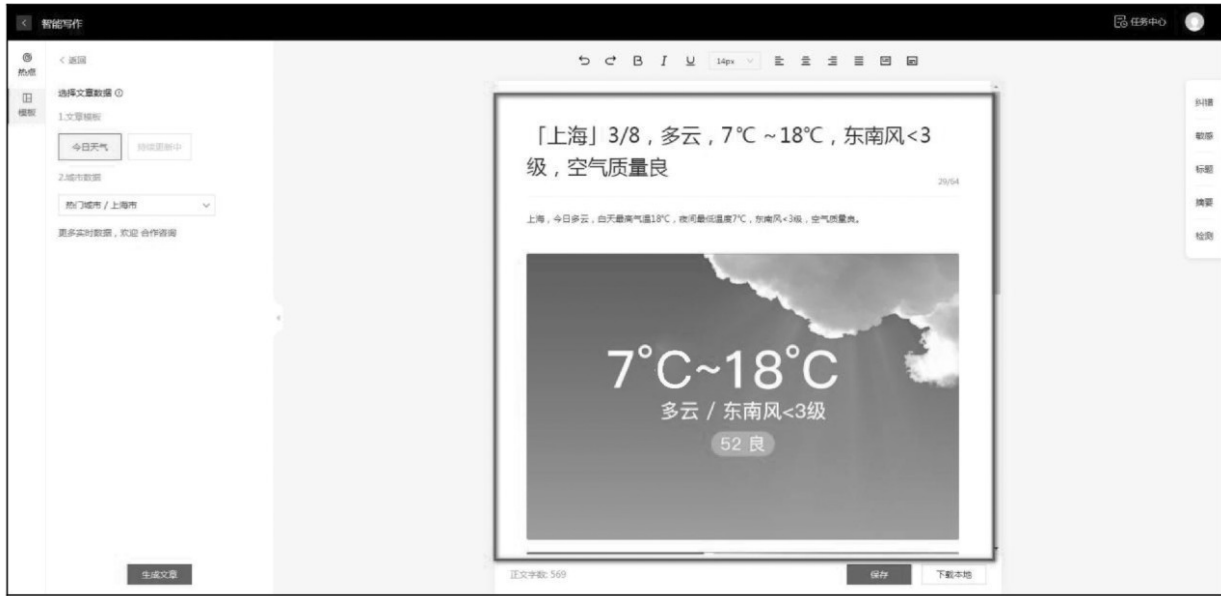 智能写作
任务中心
热点
模板
< 返回
选择文章数据
1.文章模板
今日天气
持续更新中
2.城市数据
热门城市 / 上海市
更多实时数据，欢迎 合作咨询
生成文章
B I U 14px
「上海」3/8，多云，7℃ ~18℃，东南风<3
级，空气质量良
29/64
上海，今日多云，白天最高气温18℃，夜间最低温度7℃，东南风<3级，空气质量良。
7°C~18°C
多云 / 东南风<3级
52 良
正文字数: 569
保存
下载本地
纠错
敏感
标题
摘要
检测